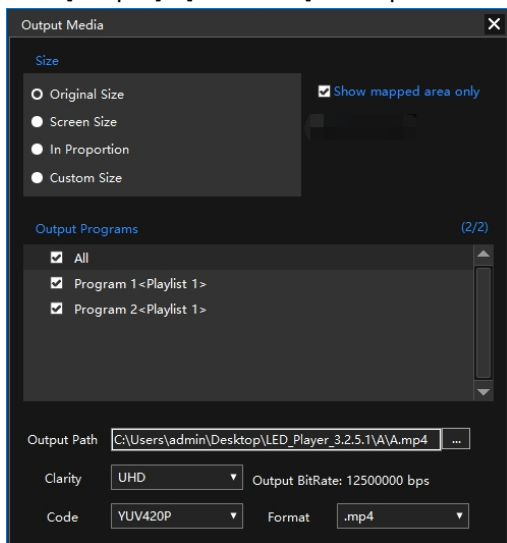 Output Media
Size
Original Size
Show mapped area only
Screen Size
In Proportion
Custom Size
Output Programs (2/2)
All
Program 1<Playlist 1>
Program 2<Playlist 1>
Output Path C:\Users\admin\Desktop\LED_Player_3.2.5.1\A\A.mp4 ...
Clarity UHD Output BitRate: 12500000 bps
Code YUV420P Format .mp4